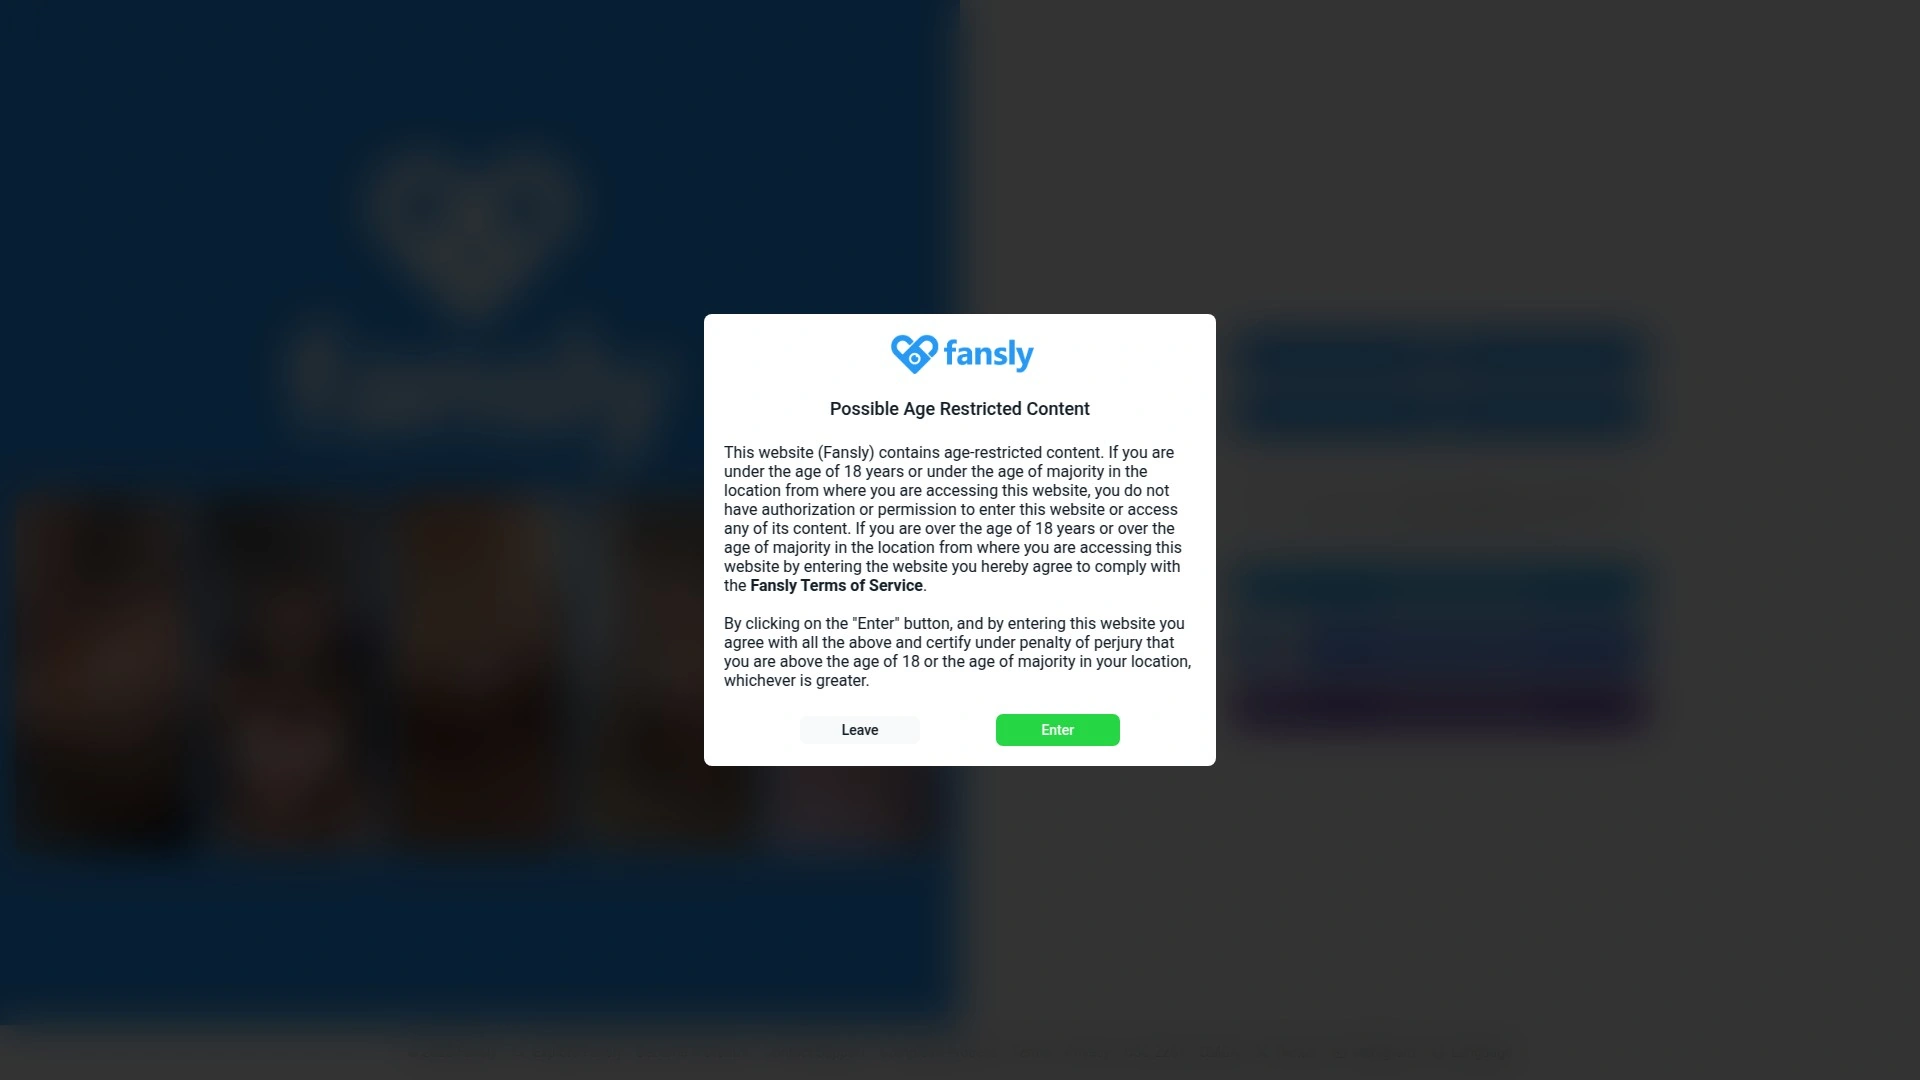 fansly
Possible Age Restricted Content
This website (Fansly) contains age-restricted content. If you are
under the age of 18 years or under the age of majority in the
location from where you are accessing this website, you do not
have authorization or permission to enter this website or access
any of its content. If you are over the age of 18 years or over the
age of majority in the location from where you are accessing this
website by entering the website you hereby agree to comply with
the Fansly Terms of Service.
By clicking on the "Enter" button, and by entering this website you
agree with all the above and certify under penalty of perjury that
you are above the age of 18 or the age of majority in your location,
whichever is greater.
Leave
Enter